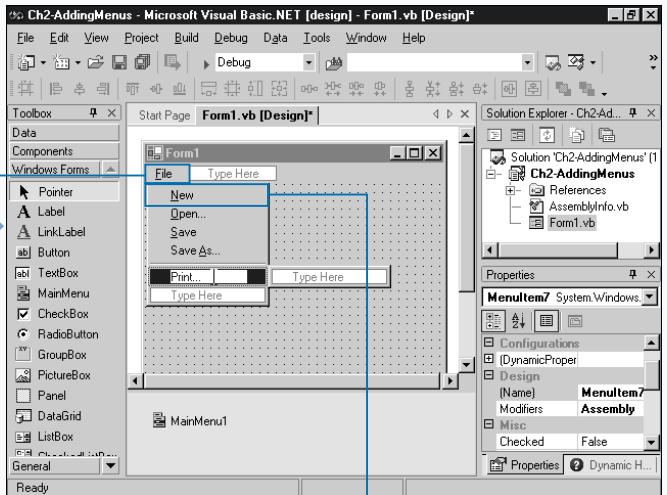 Ch2-AddingMenus - Microsoft Visual Basic.NET [design] - Form1.vb [Design]*
File Edit View Project Build Debug Data Tools Window Help
Debug
Toolbox
Data
Components
Windows Forms
Pointer
Label
LinkLabel
Button
TextBox
MainMenu
CheckBox
RadioButton
GroupBox
PictureBox
Panel
DataGrid
ListBox
CheckedListBox
General
Start Page Form1.vb [Design]*
Form1
File Type Here
New
Open...
Save
Save As...
Print... Type Here
Type Here
MainMenu1
Solution Explorer - Ch2-Ad...
Solution 'Ch2-AddingMenus' (1
Ch2-AddingMenus
References
AssemblyInfo.vb
Form1.vb
Properties
MenuItem7 System.Windows.
Configurations
(DynamicProper
Design
(Name) MenuItem7
Modifiers Assembly
Misc
Checked False
Properties Dynamic H...
Ready